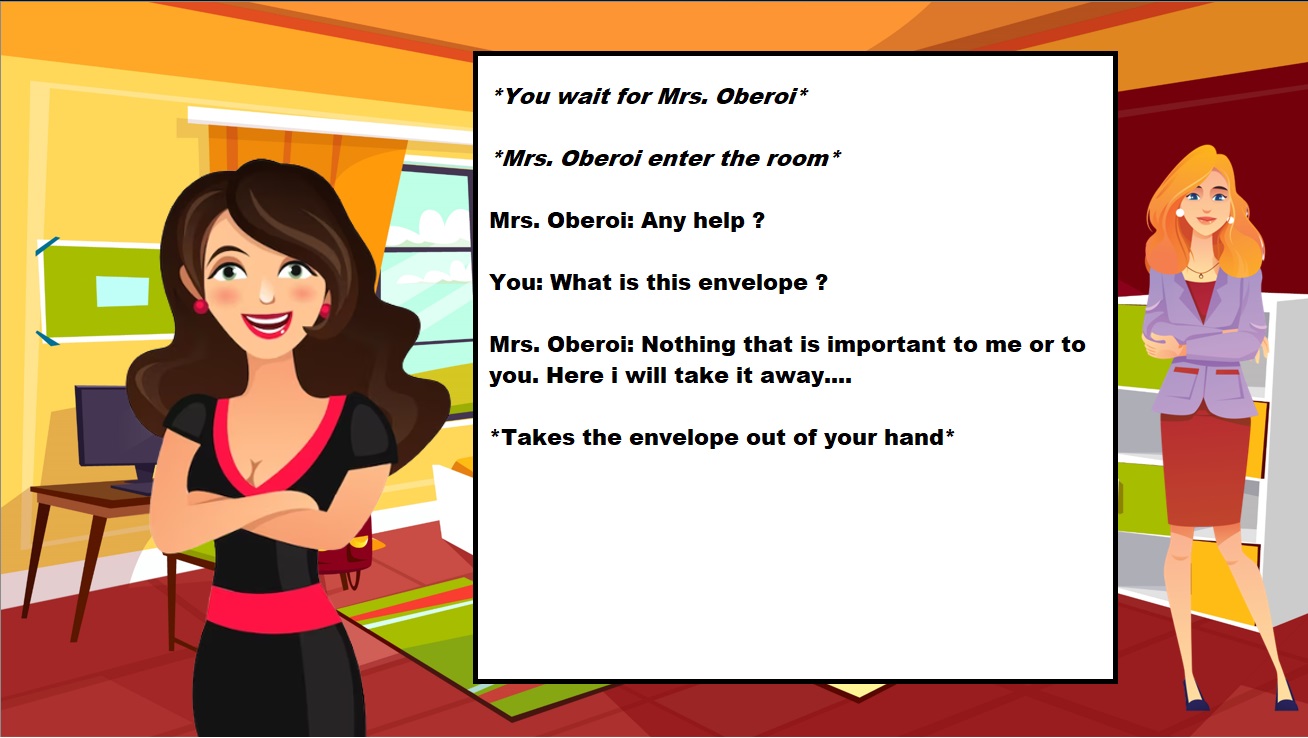 *You wait for Mrs. Oberoi*
*Mrs. Oberoi enter the room*
Mrs. Oberoi: Any help ?
You: What is this envelope ?
Mrs. Oberoi: Nothing that is important to me or to
you. Here i will take it away....
*Takes the envelope out of your hand*